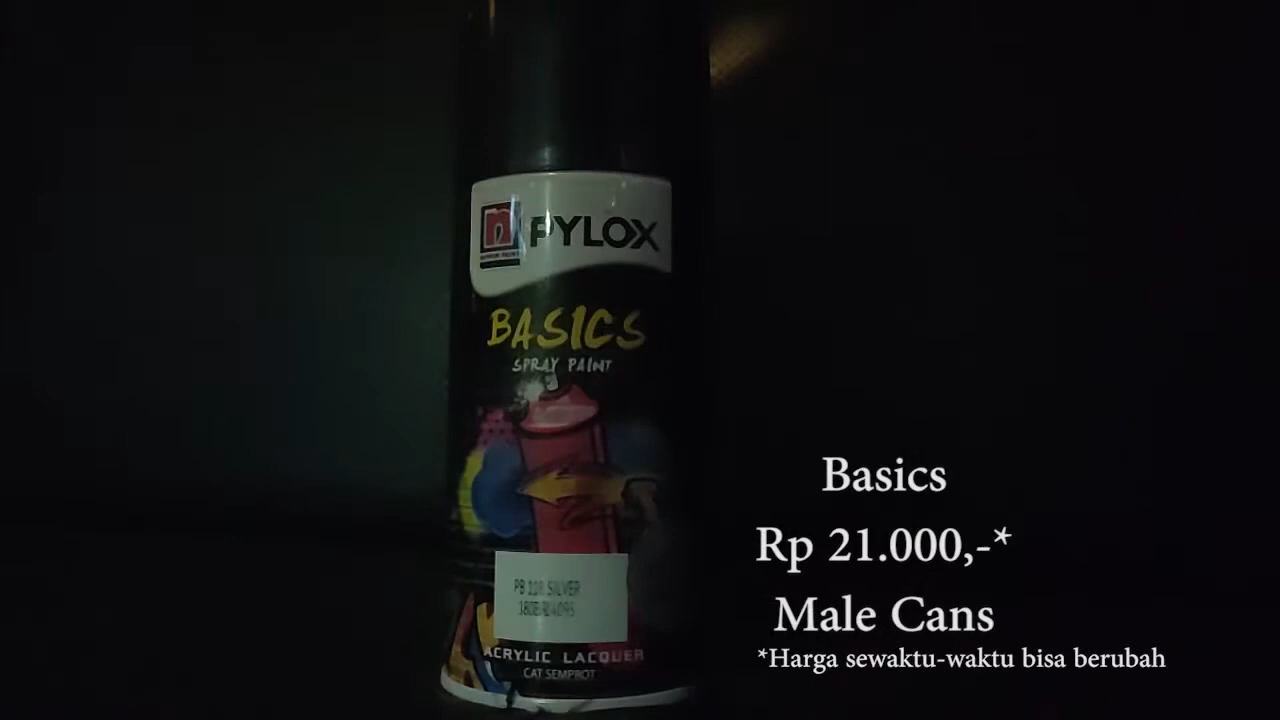 PYLOX
BASICS
SPRAY PAINT
SILVER
ACRYLIC LACQUER
CAT SEMPROT
Basics
Rp 21.000,-*
Male Cans
*Harga sewaktu-waktu bisa berubah